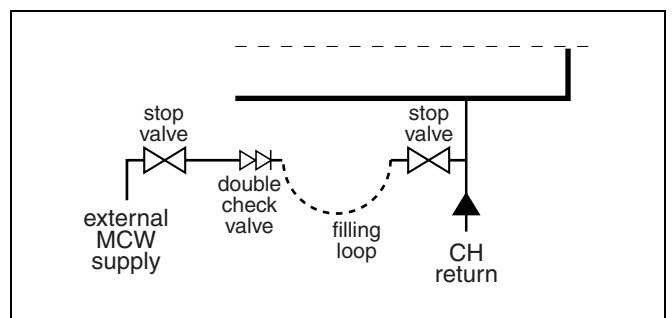 stop
valve
stop
valve
double
check
valve
external
MCW
supply
filling
loop
CH
return